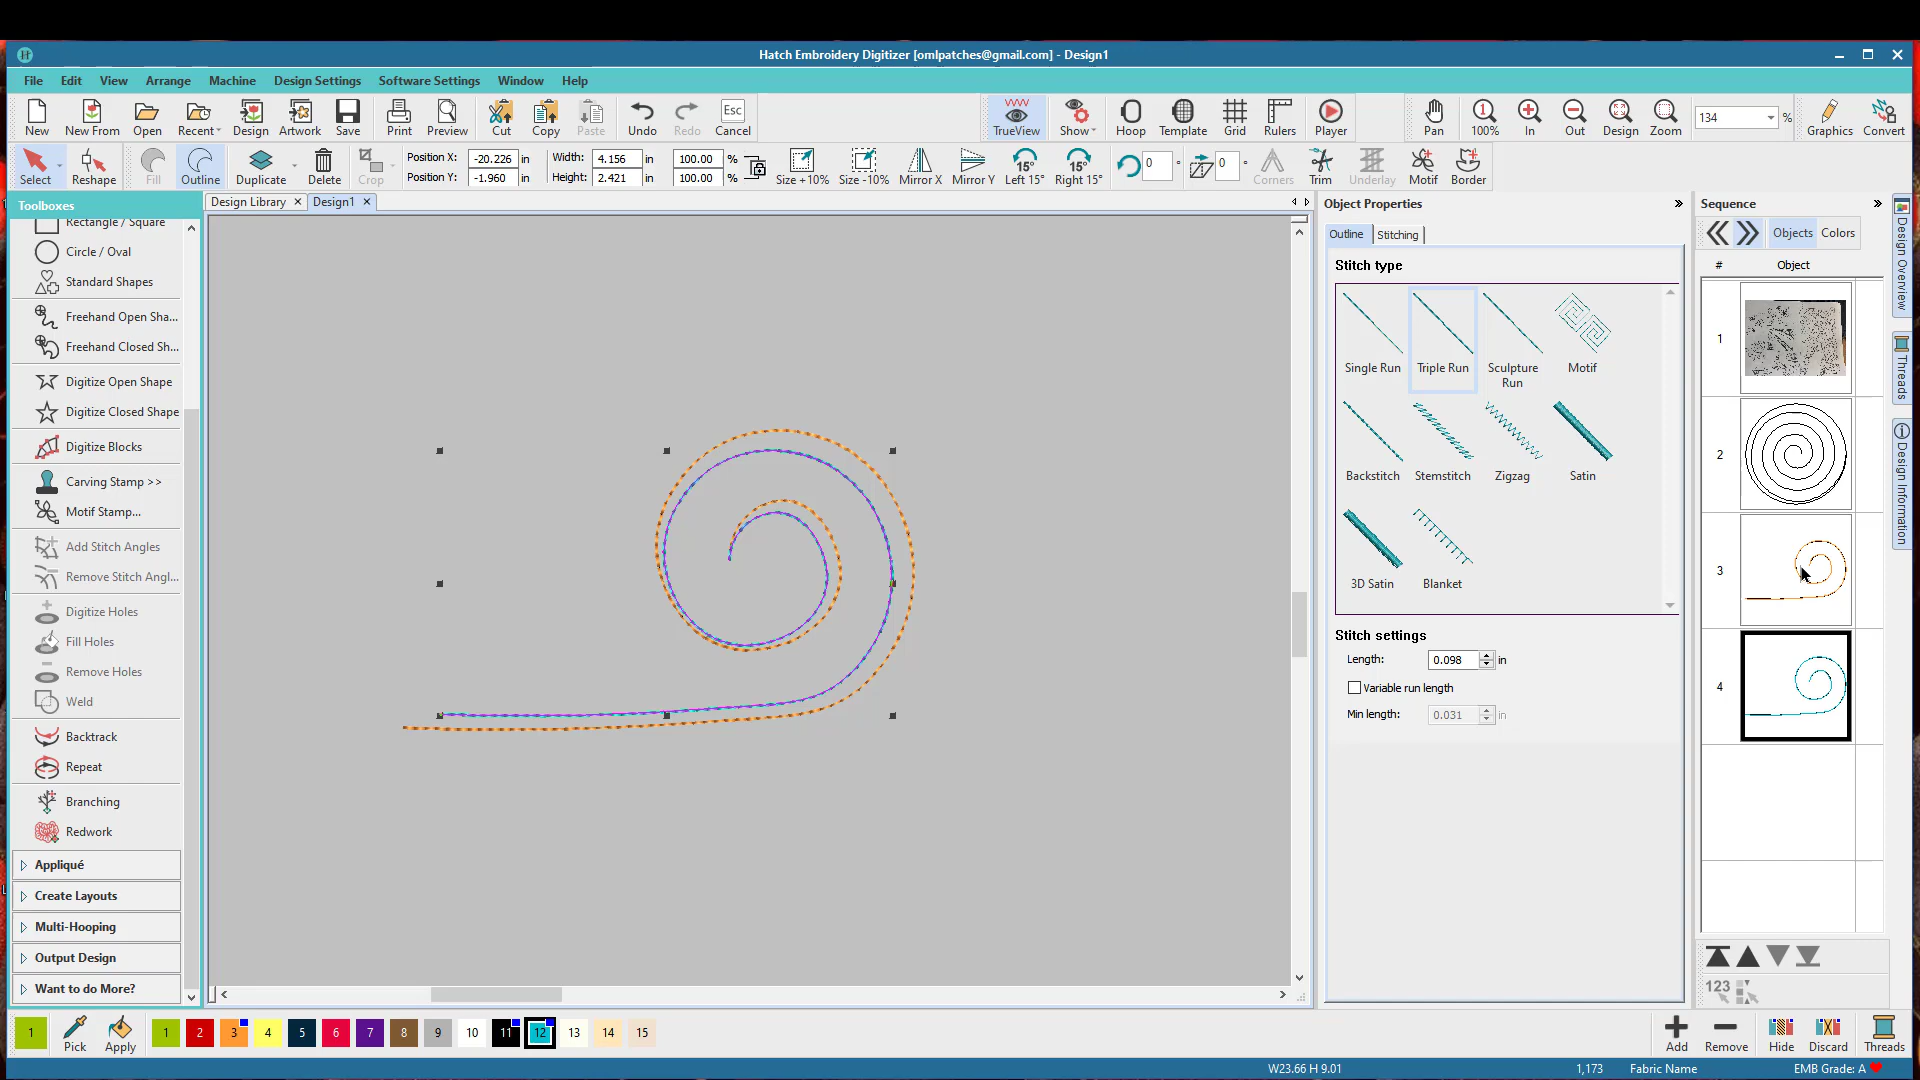 Hatch Embroidery Digitizer [omlpatches@gmail.com] - Design1
File Edit View Arrange Machine Design Settings Software Settings Window Help
New New From Open Recent Design Artwork Save Print Preview Cut Copy Paste Undo Redo Esc Cancel TrueView Show Hoop Template Grid Rulers Player Pan 1 100% In Out Design Zoom 134 % Graphics Convert
Select Reshape Fill Outline Duplicate Delete Crop Position X: -20.226 in Width: 4.156 in 100.00 % Size +10% Size -10% Mirror X Mirror Y 15° Left 15° 15° Right 15° 0 ° 0 ° Corners Trim Underlay Motif Border
Position Y: -1.960 in Height: 2.421 in 100.00 %
Toolboxes
Rectangle / Square
Circle / Oval
Standard Shapes
Freehand Open Sha...
Freehand Closed Sh...
Digitize Open Shape
Digitize Closed Shape
Digitize Blocks
Carving Stamp >>
Motif Stamp...
Add Stitch Angles
Remove Stitch Angl...
Digitize Holes
Fill Holes
Remove Holes
Weld
Backtrack
Repeat
Branching
Redwork
Appliqué
Create Layouts
Multi-Hooping
Output Design
Want to do More?
Design Library Design1
Object Properties
Outline Stitching
Stitch type
Single Run Triple Run Sculpture Run Motif
Backstitch Stemstitch Zigzag Satin
3D Satin Blanket
Stitch settings
Length: 0.098 in
Variable run length
Min length: 0.031 in
Sequence
Objects Colors
# Object
1
2
3
4
123
Design Overview
Threads
Design Information
1 Pick Apply 1 2 3 4 5 6 7 8 9 10 11 12 13 14 15 Add Remove Hide Discard Threads
W23.66 H 9.01 1,173 Fabric Name EMB Grade: A